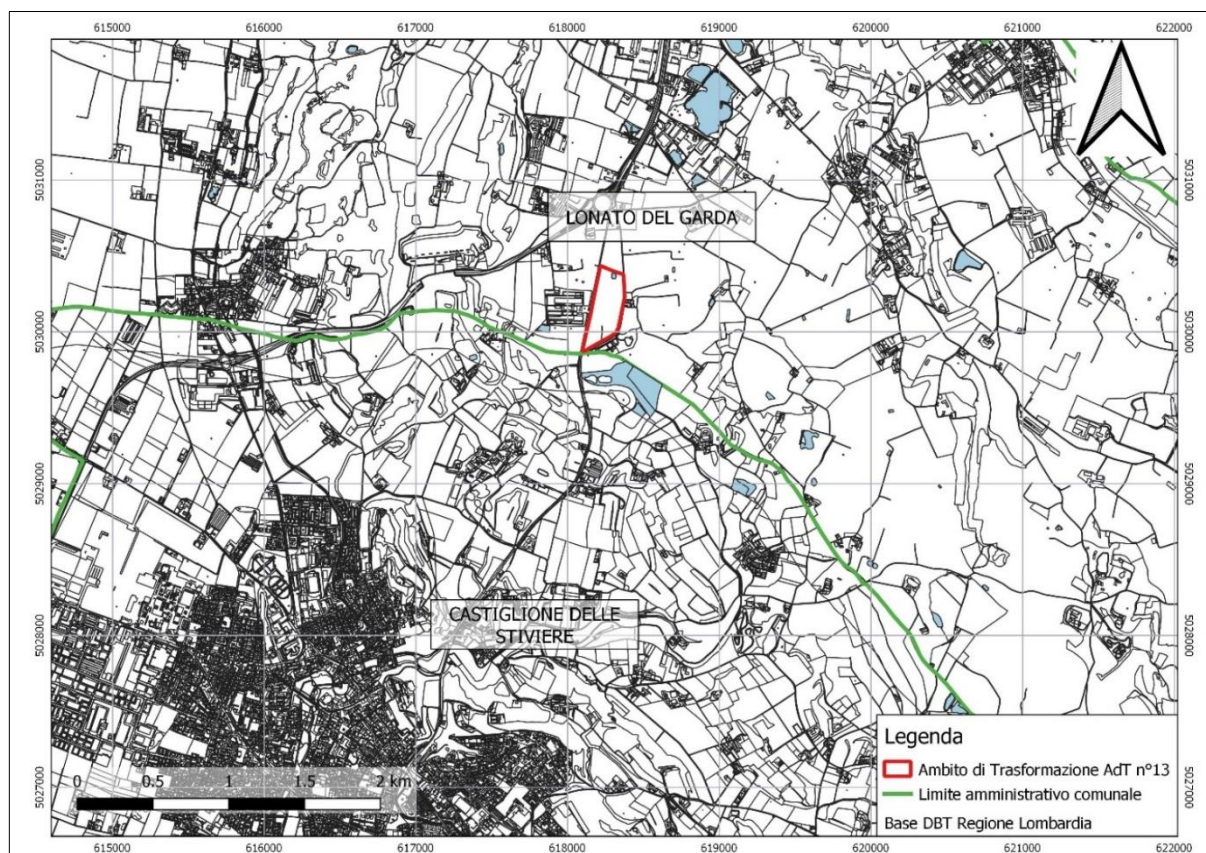 615000 616000 617000 618000 619000 620000 621000 622000
5031000 5031000
LONATO DEL GARDA
5030000 5030000
5029000 5029000
CASTIGLIONE DELLE
STIVIERE
5028000 5028000
Legenda
Ambito di Trasformazione AdT n°13
Limite amministrativo comunale
Base DBT Regione Lombardia
0 0.5 1 1.5 2 km
5027000 5027000
615000 616000 617000 618000 619000 620000 621000 622000